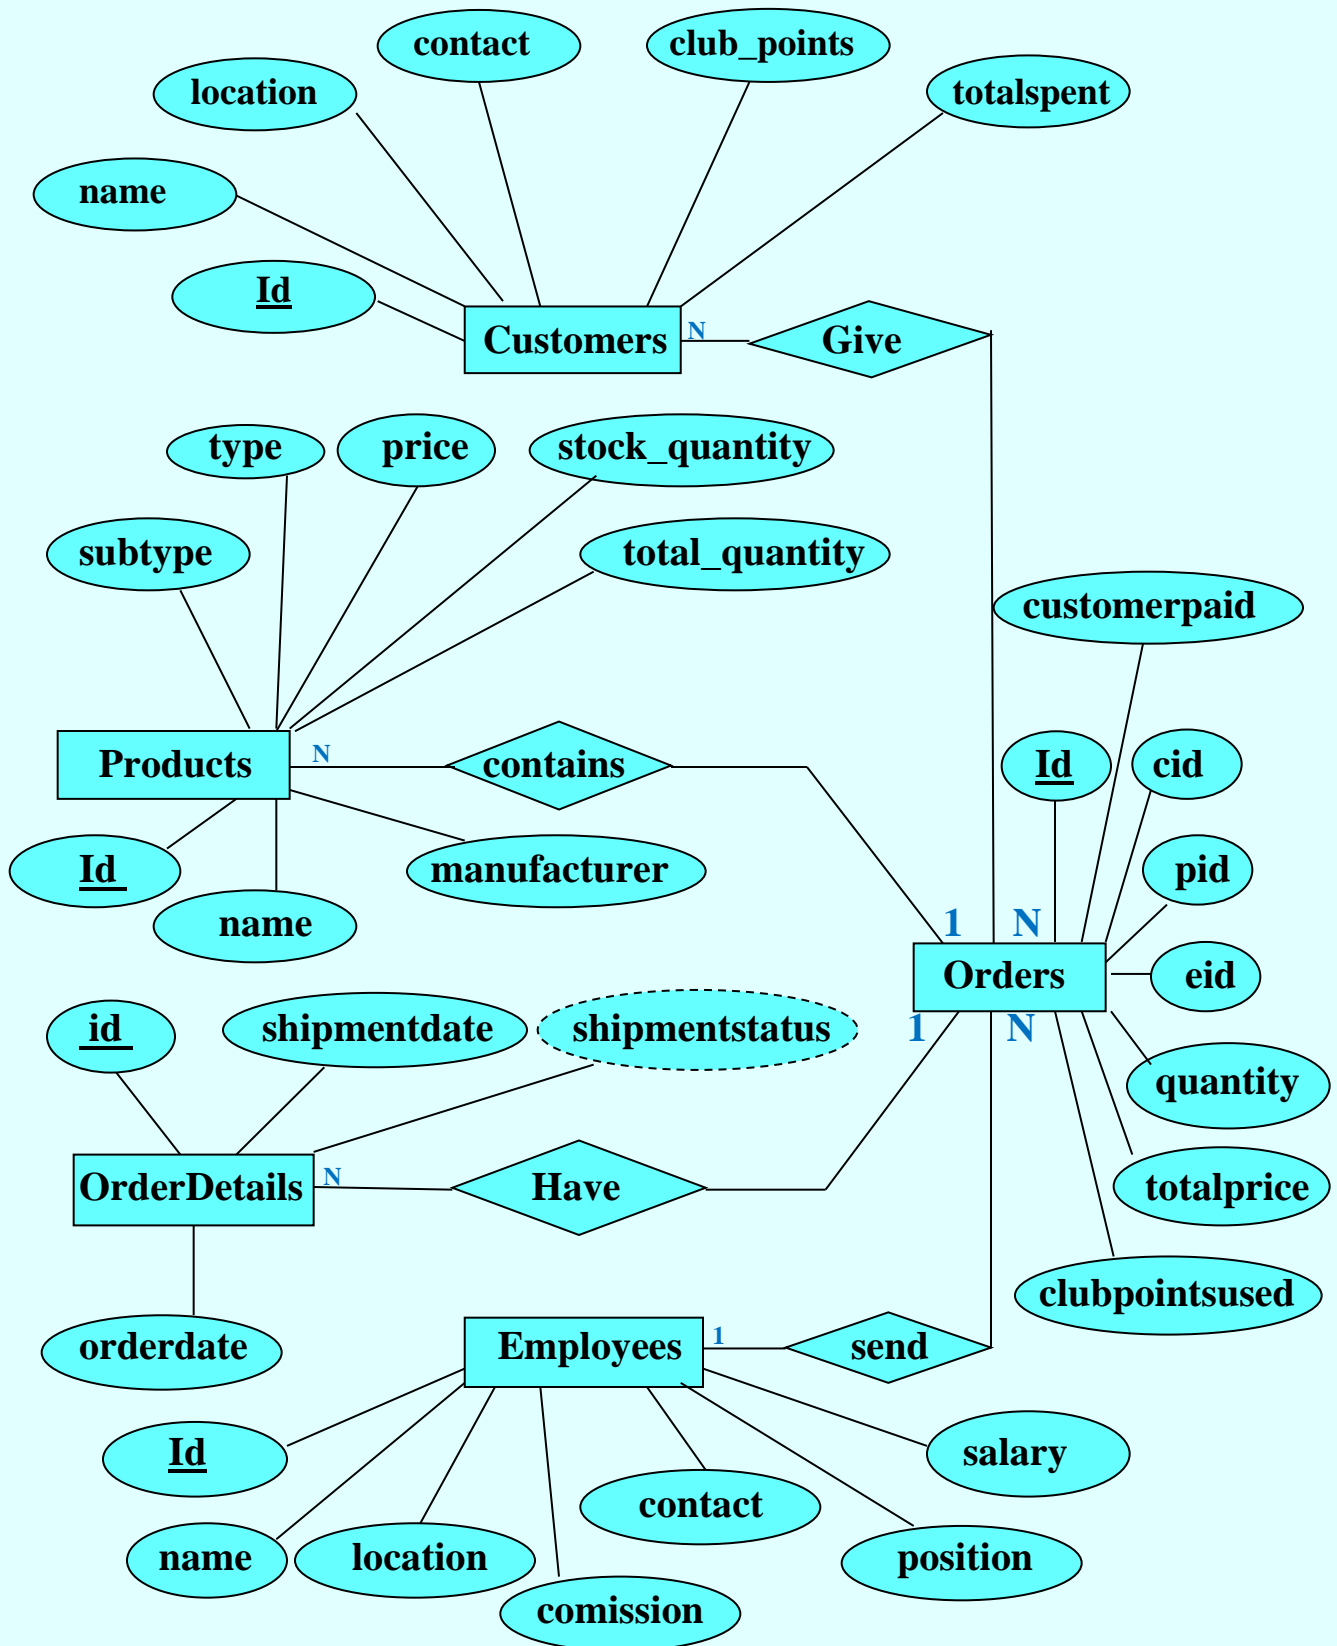 contact
club_points
location
totalspent
name
Id
Customers
N
Give
type
price
stock_quantity
subtype
total_quantity
customerpaid
Products
N
contains
Id
cid
Id
manufacturer
pid
name
1
N
Orders
eid
id
shipmentdate
shipmentstatus
1
N
quantity
OrderDetails
N
Have
totalprice
clubpointsused
orderdate
Employees
1
send
Id
salary
contact
name
location
position
comission